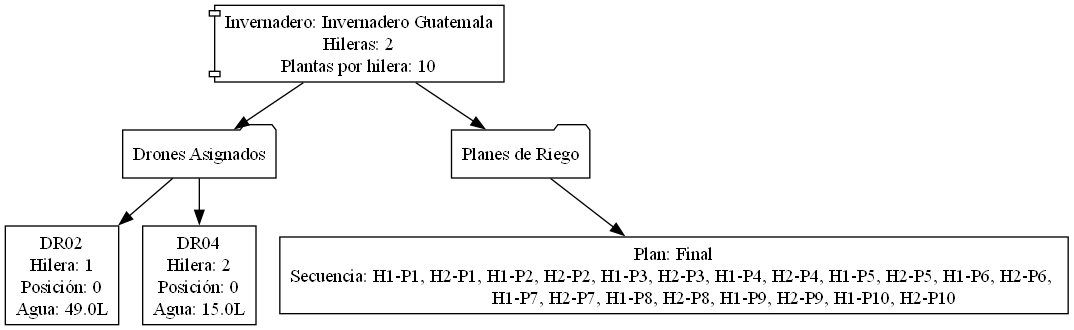 Invernadero: Invernadero Guatemala
Hileras: 2
Plantas por hilera: 10
Drones Asignados
Planes de Riego
DR02
Hilera: 1
Posición: 0
Agua: 49.0L
DR04
Hilera: 2
Posición: 0
Agua: 15.0L
Plan: Final
Secuencia: H1-P1, H2-P1, H1-P2, H2-P2, H1-P3, H2-P3, H1-P4, H2-P4, H1-P5, H2-P5, H1-P6, H2-P6,
H1-P7, H2-P7, H1-P8, H2-P8, H1-P9, H2-P9, H1-P10, H2-P10